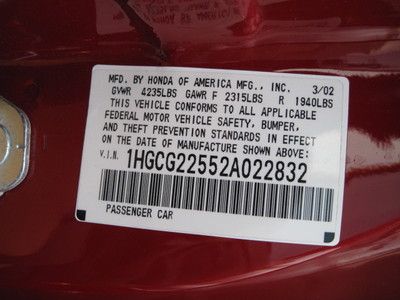 MFD. BY HONDA OF AMERICA MFG., INC. 3/02
GVWR 4235LBS GAWR F 2315LBS R 1940LBS
THIS VEHICLE CONFORMS TO ALL APPLICABLE
FEDERAL MOTOR VEHICLE SAFETY, BUMPER,
AND THEFT PREVENTION STANDARDS IN EFFECT
ON THE DATE OF MANUFACTURE SHOWN ABOVE:
V.I.N. 1HGCG22552A022832
PASSENGER CAR